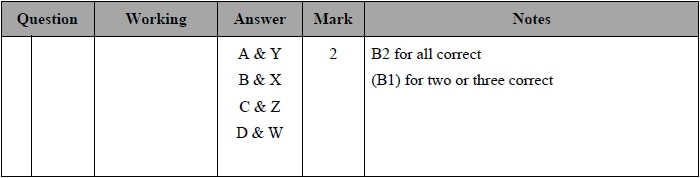 Question Working Answer Mark Notes
A & Y 2 B2 for all correct
B & X (B1) for two or three correct
C & Z
D & W